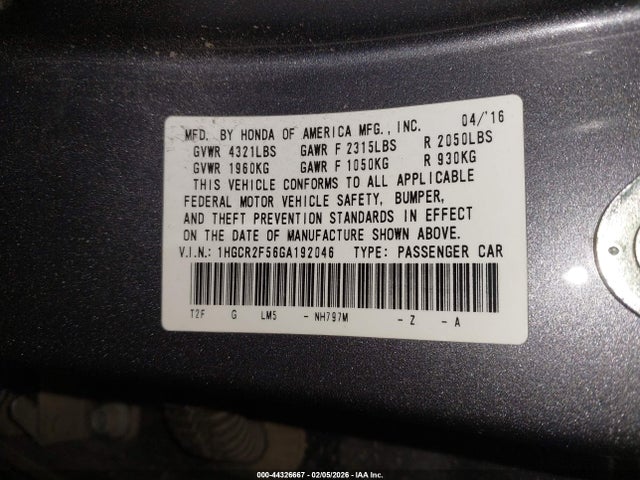 MFD. BY HONDA OF AMERICA MFG., INC. 04/'16
GVWR 4321LBS GAWR F 2315LBS R 2050LBS
GVWR 1960KG GAWR F 1050KG R 930KG
THIS VEHICLE CONFORMS TO ALL APPLICABLE
FEDERAL MOTOR VEHICLE SAFETY, BUMPER,
AND THEFT PREVENTION STANDARDS IN EFFECT
ON THE DATE OF MANUFACTURE SHOWN ABOVE.
V.I.N.: 1HGCR2F56GA192046 TYPE: PASSENGER CAR
T2F G LM5 - NH797M - Z - A
000-44326667 - 02/05/2026 - IAA Inc.